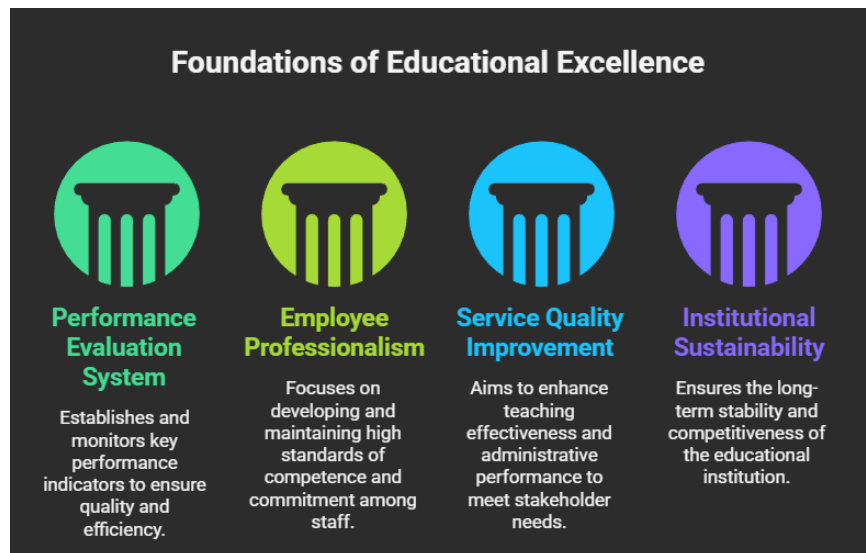 Foundations of Educational Excellence
Performance
Evaluation
System
Establishes and
monitors key
performance
indicators to ensure
quality and
efficiency.
Employee
Professionalism
Focuses on
developing and
maintaining high
standards of
competence and
commitment among
staff.
Service Quality
Improvement
Aims to enhance
teaching
effectiveness and
administrative
performance to
meet stakeholder
needs.
Institutional
Sustainability
Ensures the long-
term stability and
competitiveness of
the educational
institution.